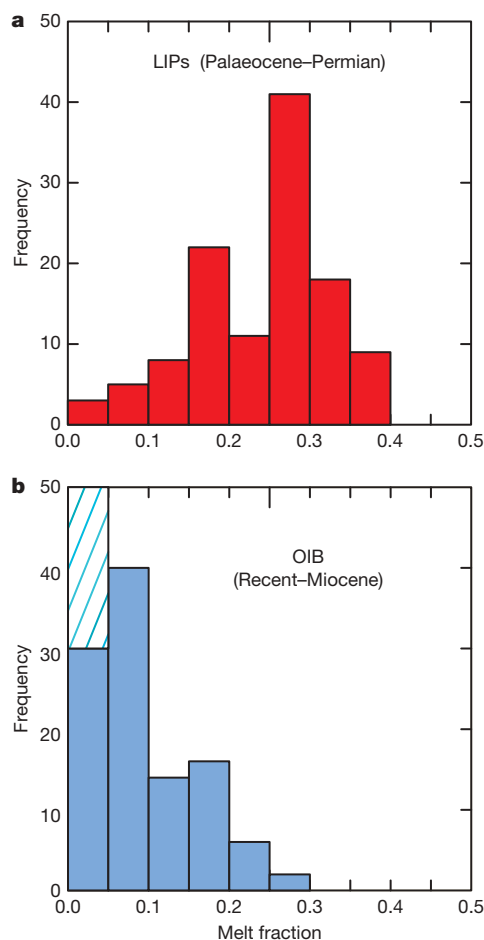 a
50
40
30
20
10
0
Frequency
LIPs (Palaeocene–Permian)
0.0 0.1 0.2 0.3 0.4 0.5
b
50
40
30
20
10
0
Frequency
OIB
(Recent–Miocene)
0.0 0.1 0.2 0.3 0.4 0.5
Melt fraction